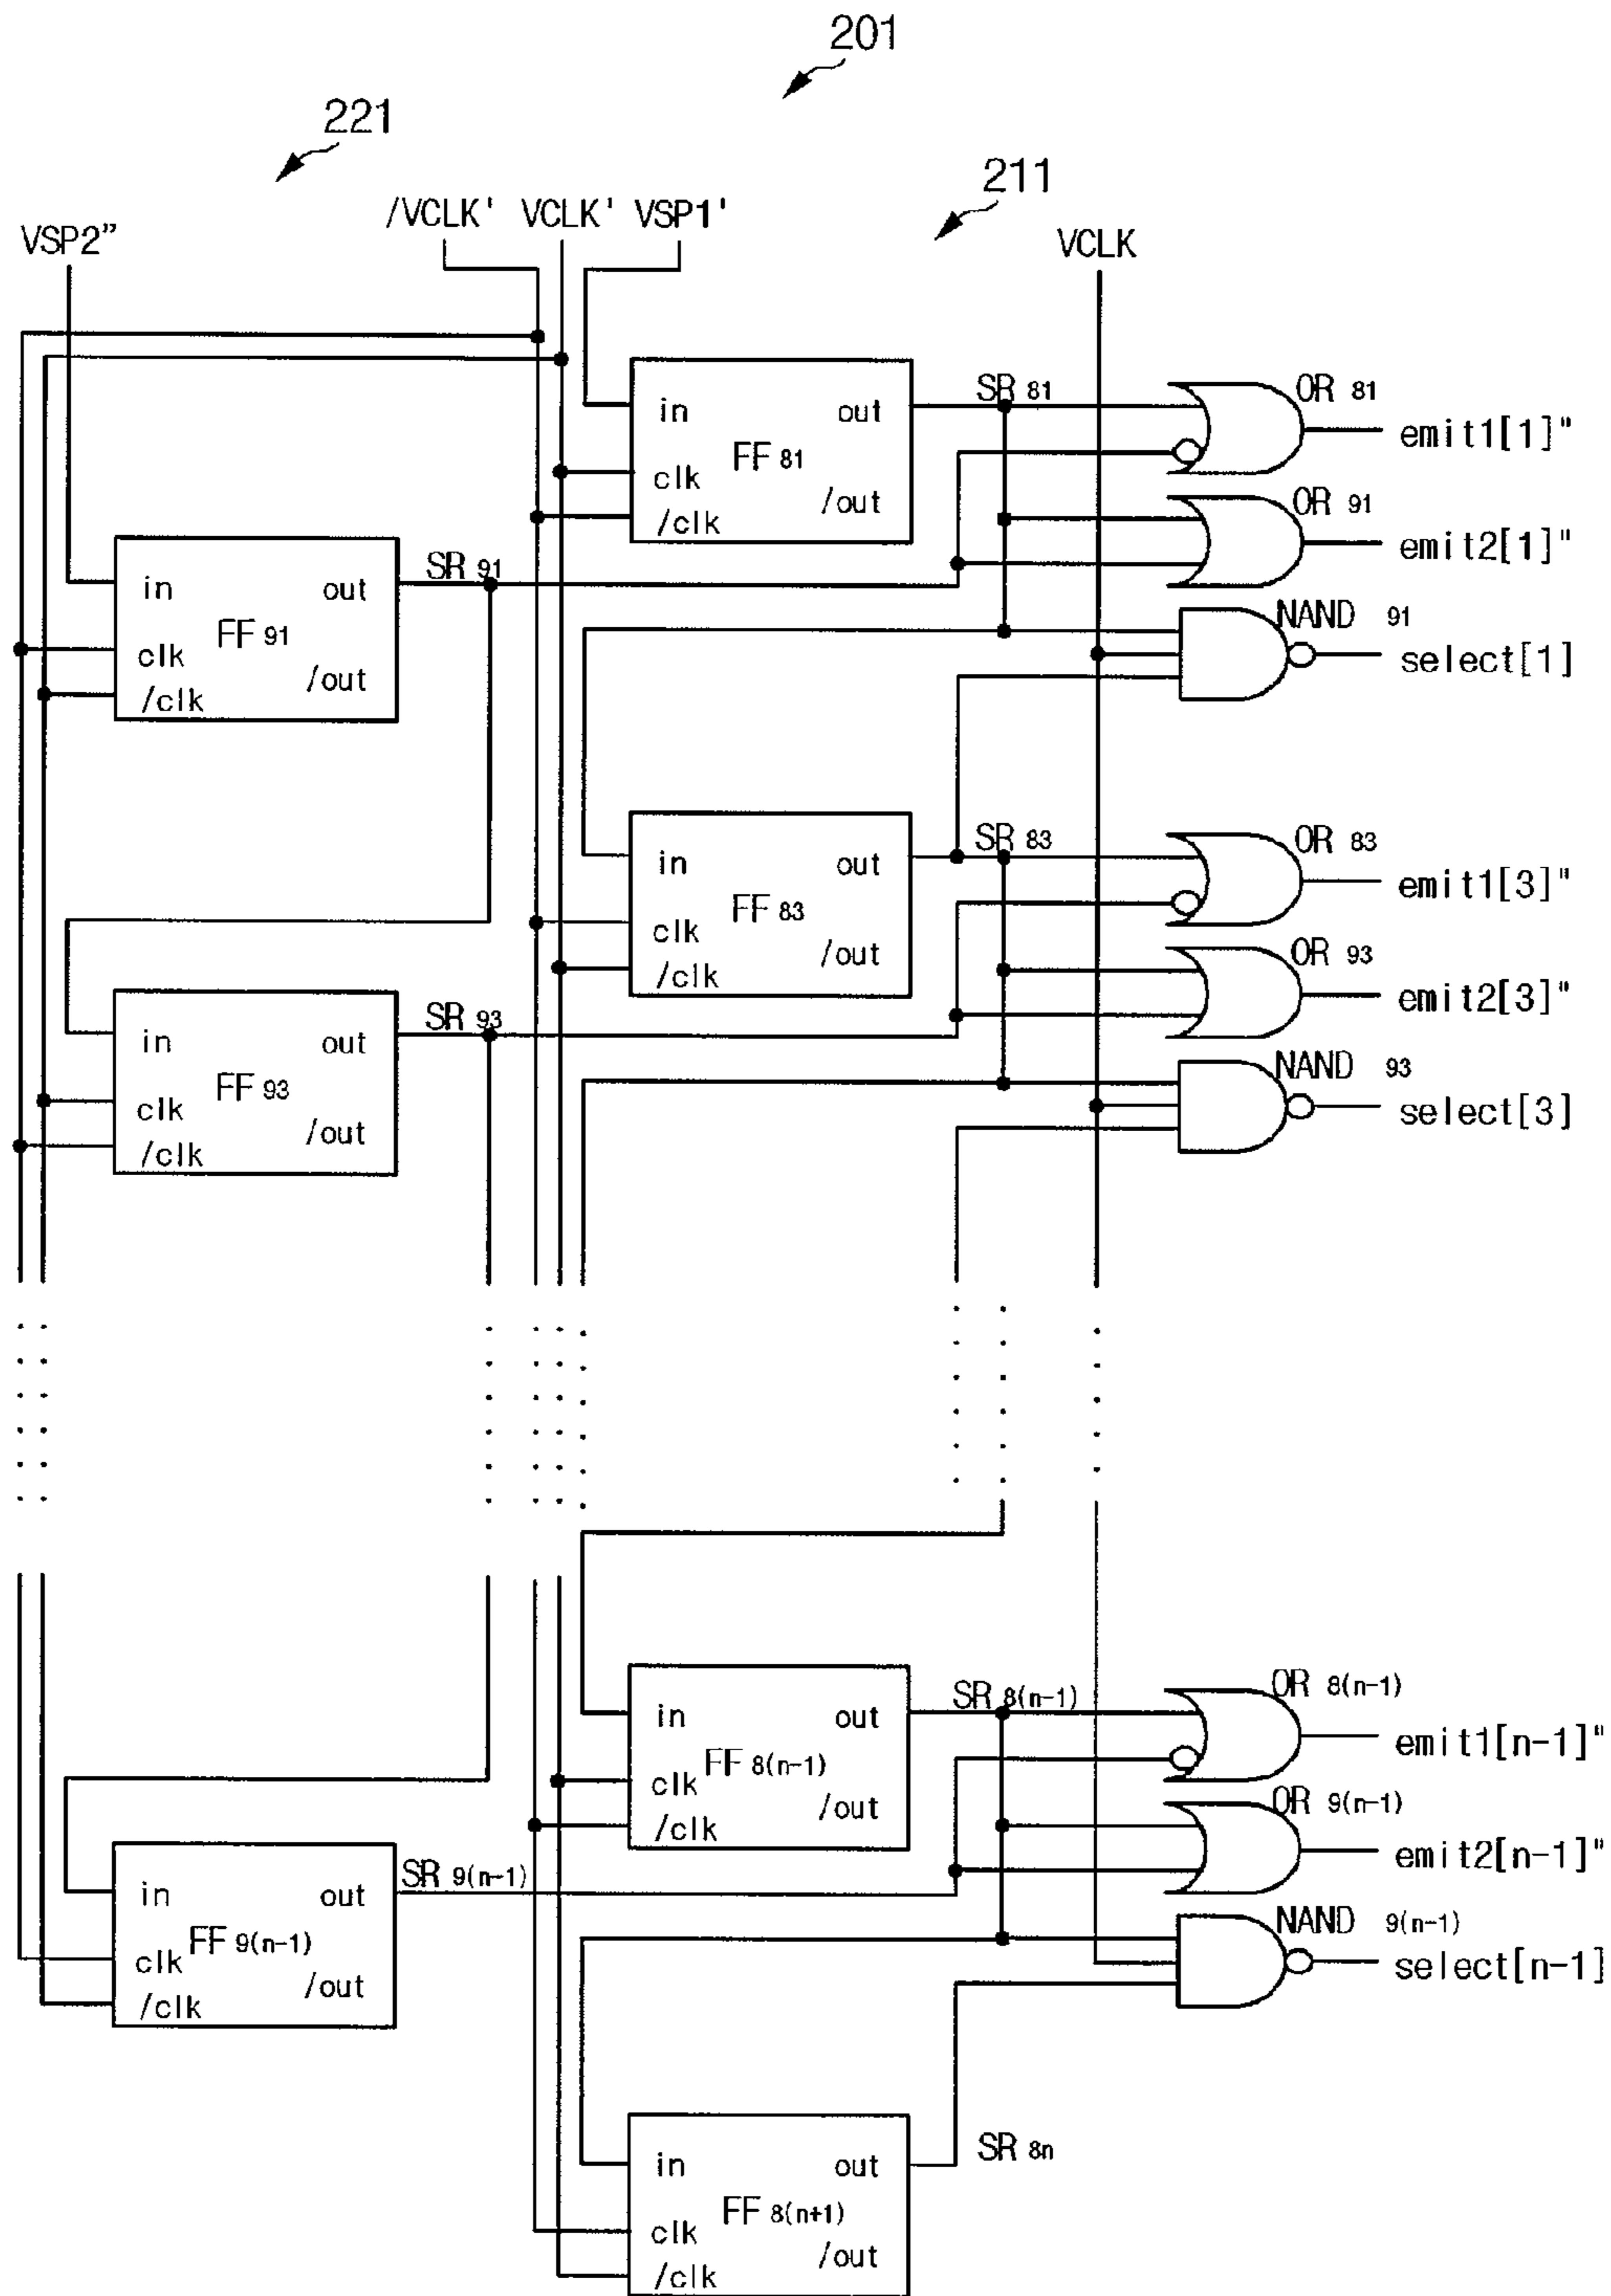 201
221
211
/VCLK' VCLK' VSP1'
VSP2"
VCLK
in out
FF 81
clk
/out
/clk
SR 81
OR 81
emit1[1]"
OR 91
emit2[1]"
NAND 91
select[1]
in out
FF 91
clk
/out
/clk
SR 91
in out
FF 83
clk
/out
/clk
SR 83
OR 83
emit1[3]"
OR 93
emit2[3]"
NAND 93
select[3]
in out
FF 93
clk
/out
/clk
SR 93
in out
FF 8(n-1)
clk
/out
/clk
SR 8(n-1)
OR 8(n-1)
emit1[n-1]"
OR 9(n-1)
emit2[n-1]"
NAND 9(n-1)
select[n-1]
in out
FF 9(n-1)
clk
/out
/clk
SR 9(n-1)
in out
FF 8(n+1)
clk
/out
/clk
SR 8n